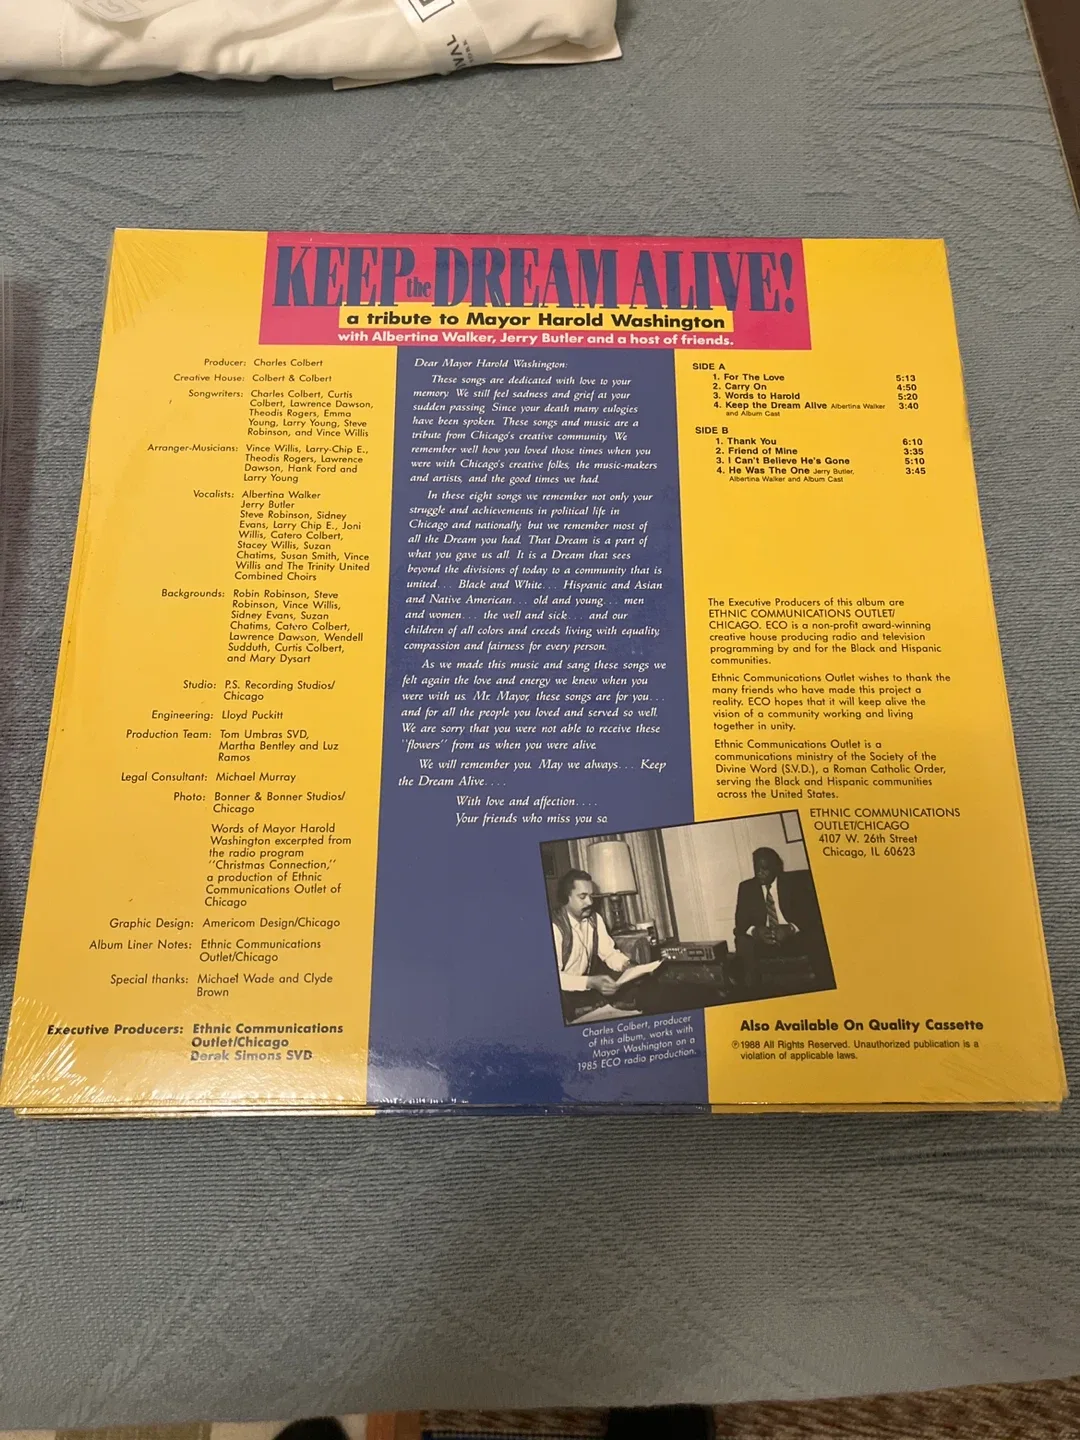 VAL
KEEP the DREAM ALIVE!
a tribute to Mayor Harold Washington
with Albertina Walker, Jerry Butler and a host of friends.
Producer: Charles Colbert
Creative House: Colbert & Colbert
Songwriters: Charles Colbert, Curtis
Colbert, Lawrence Dawson,
Theodis Rogers, Emma
Young, Larry Young, Steve
Robinson, and Vince Willis
Arranger-Musicians: Vince Willis, Larry-Chip E.,
Theodis Rogers, Lawrence
Dawson, Hank Ford and
Larry Young
Vocalists: Albertina Walker
Jerry Butler
Steve Robinson, Sidney
Evans, Larry Chip E., Joni
Willis, Catero Colbert,
Stacey Willis, Suzan
Chatims, Susan Smith, Vince
Willis and The Trinity United
Combined Choirs
Backgrounds: Robin Robinson, Steve
Robinson, Vince Willis,
Sidney Evans, Suzan
Chatims, Catero Colbert,
Lawrence Dawson, Wendell
Sudduth, Curtis Colbert,
and Mary Dysart
Studio: P.S. Recording Studios/
Chicago
Engineering: Lloyd Puckitt
Production Team: Tom Umbras SVD,
Martha Bentley and Luz
Ramos
Legal Consultant: Michael Murray
Photo: Bonner & Bonner Studios/
Chicago
Words of Mayor Harold
Washington excerpted from
the radio program
"Christmas Connection,"
a production of Ethnic
Communications Outlet of
Chicago
Graphic Design: Americom Design/Chicago
Album Liner Notes: Ethnic Communications
Outlet/Chicago
Special thanks: Michael Wade and Clyde
Brown
Executive Producers: Ethnic Communications
Outlet/Chicago
Derek Simons SVD
Dear Mayor Harold Washington:
These songs are dedicated with love to your
memory. We still feel sadness and grief at your
sudden passing. Since your death many eulogies
have been spoken. These songs and music are a
tribute from Chicago's creative community. We
remember well how you loved those times when you
were with Chicago's creative folks, the music-makers
and artists, and the good times we had.
In these eight songs we remember not only your
struggle and achievements in political life in
Chicago and nationally, but we remember most of
all the Dream you had. That Dream is a part of
what you gave us all. It is a Dream that sees
beyond the divisions of today to a community that is
united... Black and White... Hispanic and Asian
and Native American... old and young... men
and women... the well and sick... and our
children of all colors and creeds living with equality,
compassion and fairness for every person.
As we made this music and sang these songs we
felt again the love and energy we knew when you
were with us. Mr. Mayor, these songs are for you...
and for all the people you loved and served so well.
We are sorry that you were not able to receive these
"flowers" from us when you were alive.
We will remember you. May we always... Keep
the Dream Alive....
With love and affection....
Your friends who miss you so.
Charles Colbert, producer
of this album, works with
Mayor Washington on a
1985 ECO radio production.
SIDE A
1. For The Love 5:13
2. Carry On 4:50
3. Words to Harold 5:20
4. Keep the Dream Alive Albertina Walker 3:40
and Album Cast
SIDE B
1. Thank You 6:10
2. Friend of Mine 3:35
3. I Can't Believe He's Gone 5:10
4. He Was The One Jerry Butler, 3:45
Albertina Walker and Album Cast
The Executive Producers of this album are
ETHNIC COMMUNICATIONS OUTLET/
CHICAGO. ECO is a non-profit award-winning
creative house producing radio and television
programming by and for the Black and Hispanic
communities.
Ethnic Communications Outlet wishes to thank the
many friends who have made this project a
reality. ECO hopes that it will keep alive the
vision of a community working and living
together in unity.
Ethnic Communications Outlet is a
communications ministry of the Society of the
Divine Word (S.V.D.), a Roman Catholic Order,
serving the Black and Hispanic communities
across the United States.
ETHNIC COMMUNICATIONS
OUTLET/CHICAGO
4107 W. 26th Street
Chicago, IL 60623
Also Available On Quality Cassette
℗1988 All Rights Reserved. Unauthorized publication is a
violation of applicable laws.